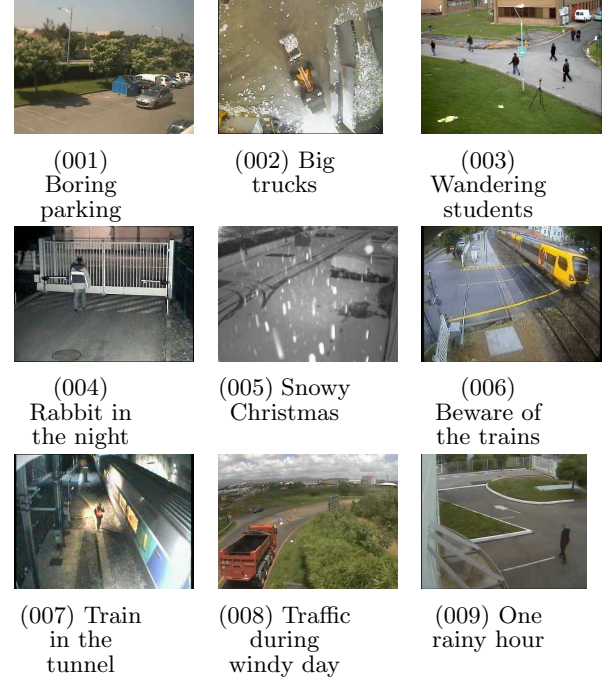 (001)
Boring
parking
(002) Big
trucks
(003)
Wandering
students
(004)
Rabbit in
the night
(005) Snowy
Christmas
(006)
Beware of
the trains
(007) Train
in the
tunnel
(008) Traffic
during
windy day
(009) One
rainy hour